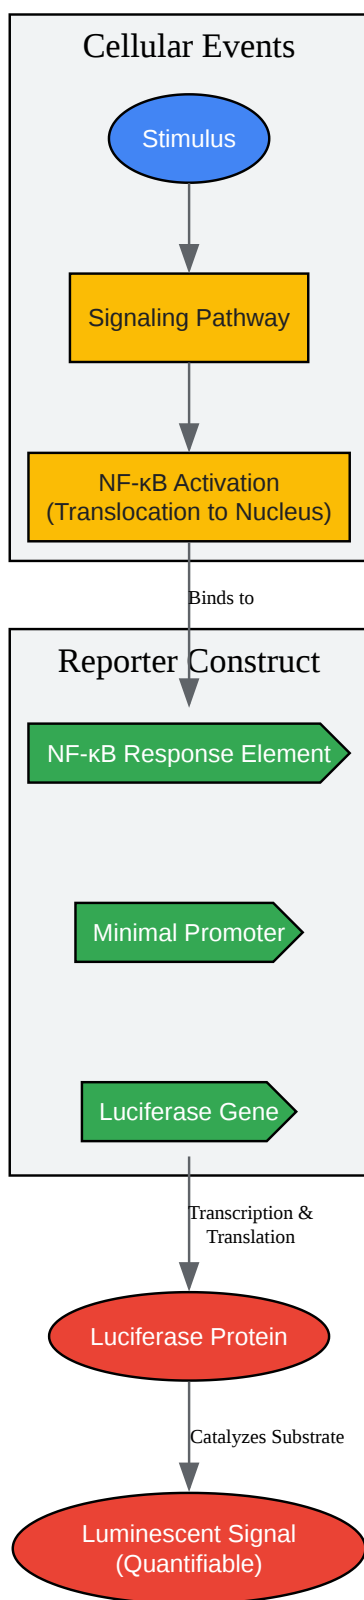 Cellular Events
Stimulus
Signaling Pathway
NF-κB Activation
(Translocation to Nucleus)
Binds to
Reporter Construct
NF-κB Response Element
Minimal Promoter
Luciferase Gene
Transcription &
Translation
Luciferase Protein
Catalyzes Substrate
Luminescent Signal
(Quantifiable)